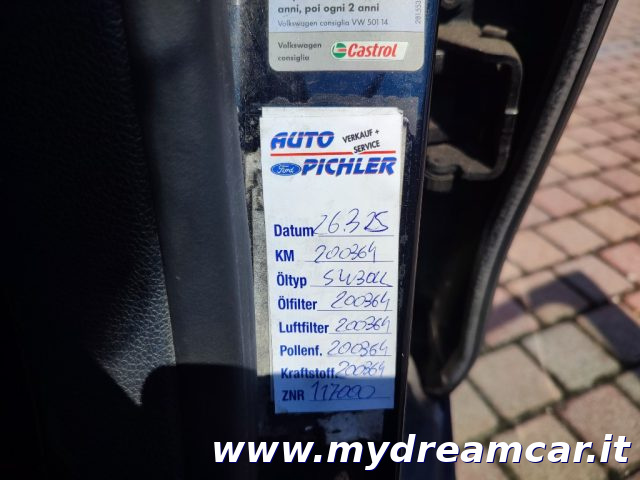 anni, poi ogni 2 anni
Volkswagen consiglia VW 501 14
Volkswagen
consiglia
Castrol
AUTO
VERKAUF +
SERVICE
Ford
PICHLER
Datum 26.3.25
KM 200364
Öltyp 5W30LL
Ölfilter 200364
Luftfilter 200364
Pollenf. 200364
Kraftstoff. 200364
ZNR 117000
www.mydreamcar.it